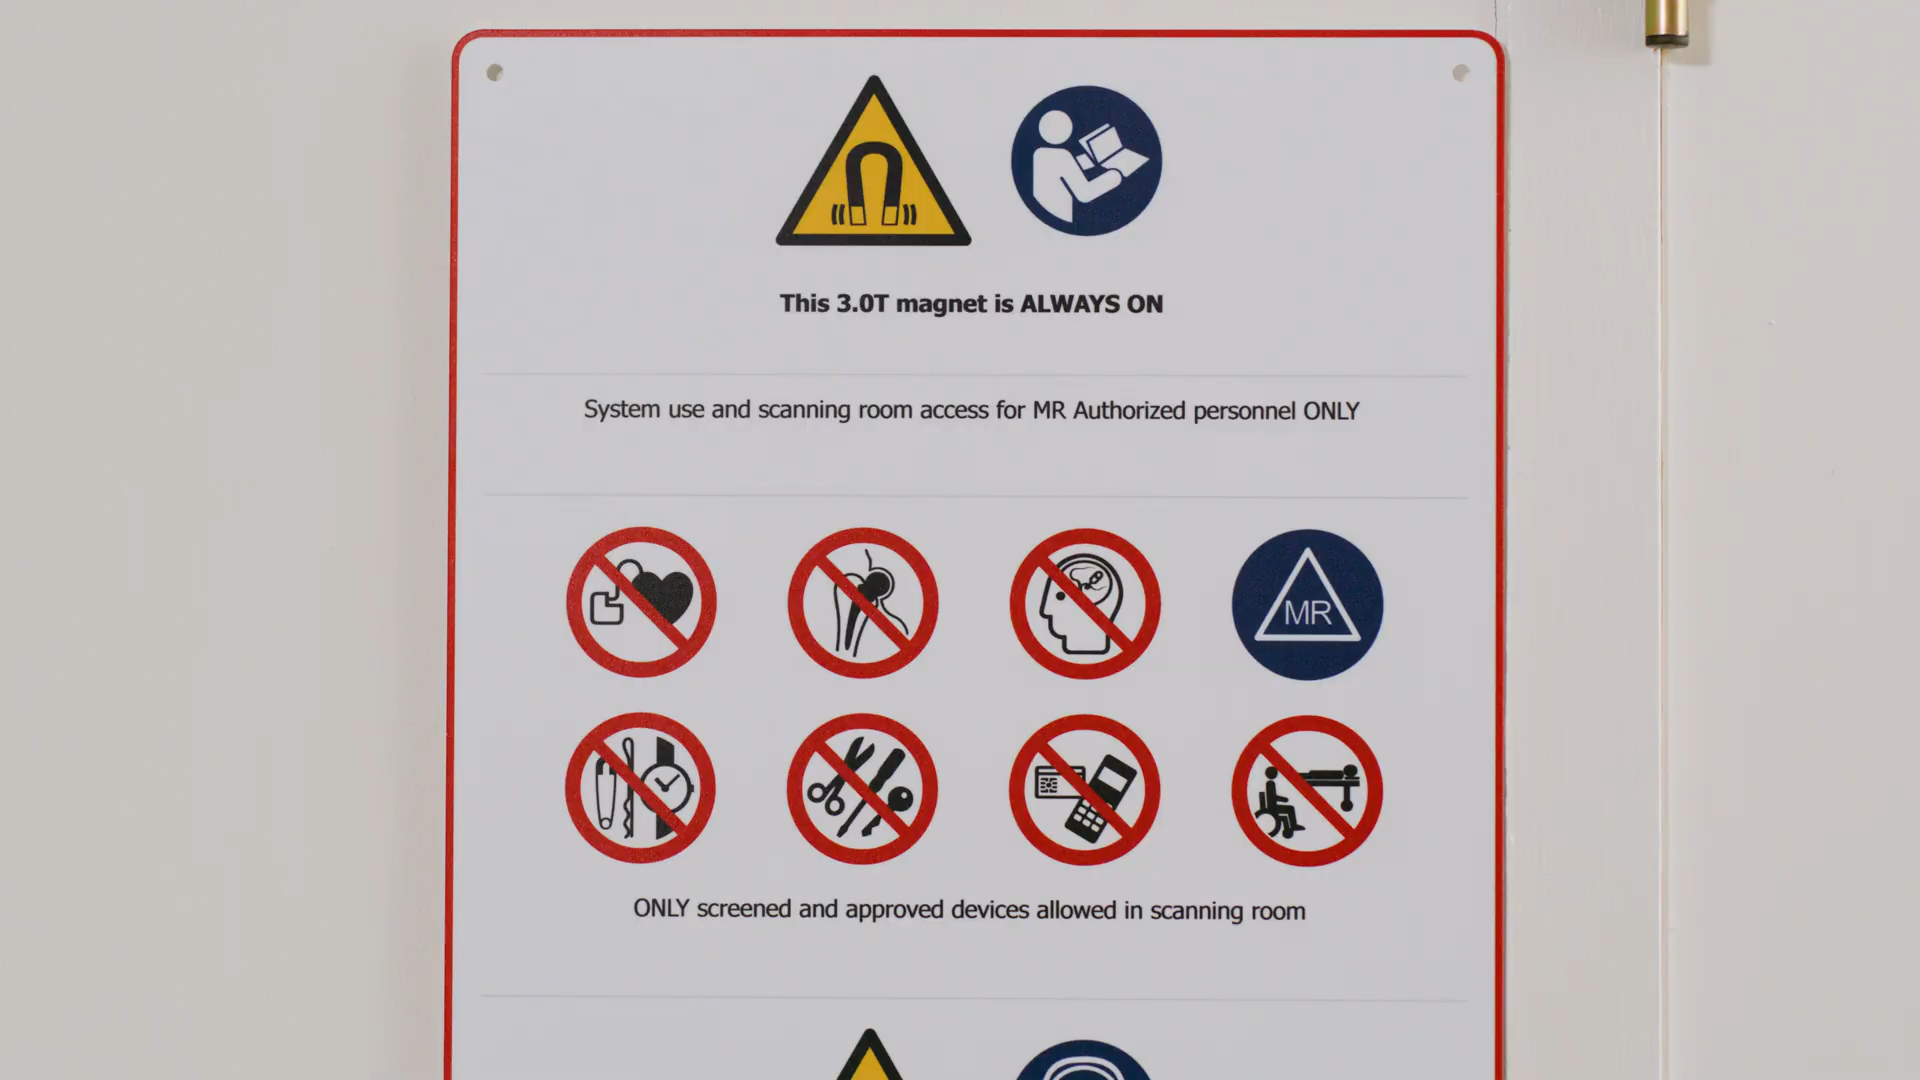 This 3.0T magnet is ALWAYS ON
System use and scanning room access for MR Authorized personnel ONLY
MR
ONLY screened and approved devices allowed in scanning room